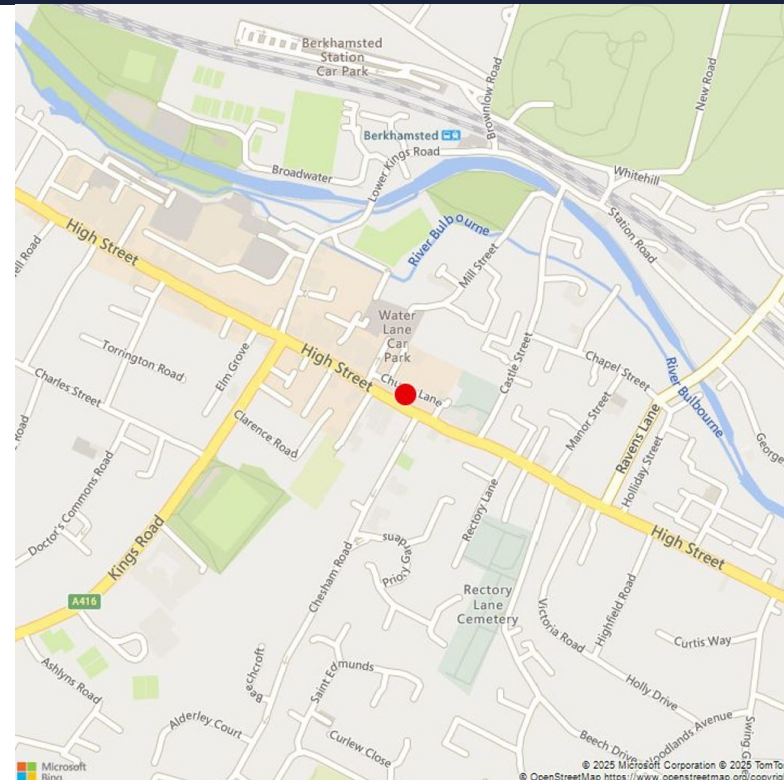 Berkhamsted
Station
Car Park
Brownlow Road
New Road
Berkhamsted
Lower Kings Road
Broadwater
Whitehill
Station Road
High Street
River Bulbourne
Mill Street
Water
Lane
Car
Park
Castle Street
Chapel Street
River Bulbourne
Torrington Road
Elm Grove
High Street
Lane
Charles Street
Manor Street
Ravens Lane
Holliday Street
Clarence Road
Doctor's Commons Road
Kings Road
Rectory Lane
High Street
Chesham Road
Priory Gardens
A416
Rectory
Lane
Cemetery
Victoria Road
Highfield Road
Curtis Way
Ashlyns Road
Beechcroft
Saint Edmunds
Holly Drive
Alderley Court
Curlew Close
Beech Drive
oodlands Avenue
Swing Ga
Microsoft
Bing
© 2025 Microsoft Corporation © 2025 TomTo
© OpenStreetMap https://www.openstreetmap.org/copyrig